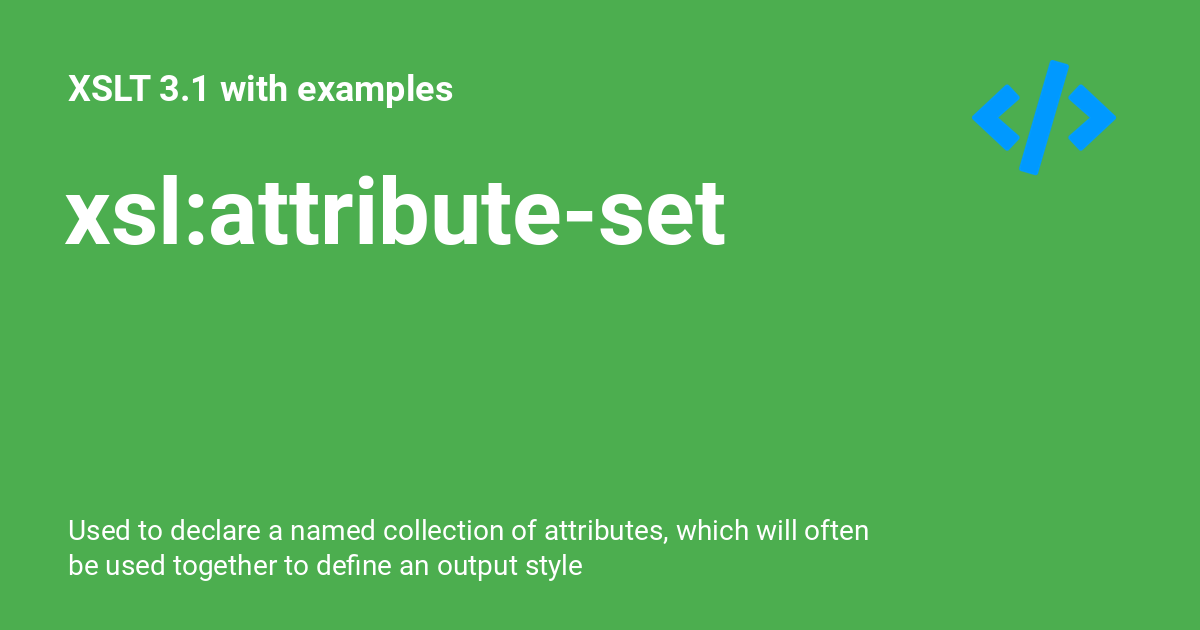 XSLT 3.1 with examples
xsl:attribute-set
Used to declare a named collection of attributes, which will often
be used together to define an output style